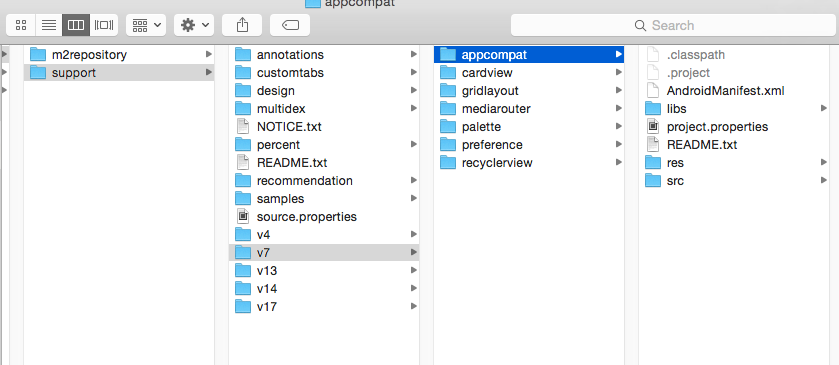 appcompat
Search
m2repository
support
annotations
customtabs
design
multidex
NOTICE.txt
percent
README.txt
recommendation
samples
source.properties
v4
v7
v13
v14
v17
appcompat
cardview
gridlayout
mediarouter
palette
preference
recyclerview
.classpath
.project
AndroidManifest.xml
libs
project.properties
README.txt
res
src